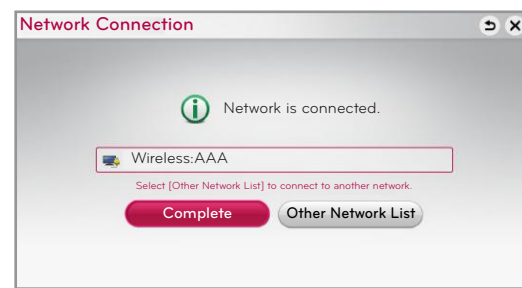 Network Connection
Network is connected.
Wireless:AAA
Select [Other Network List] to connect to another network.
Complete
Other Network List